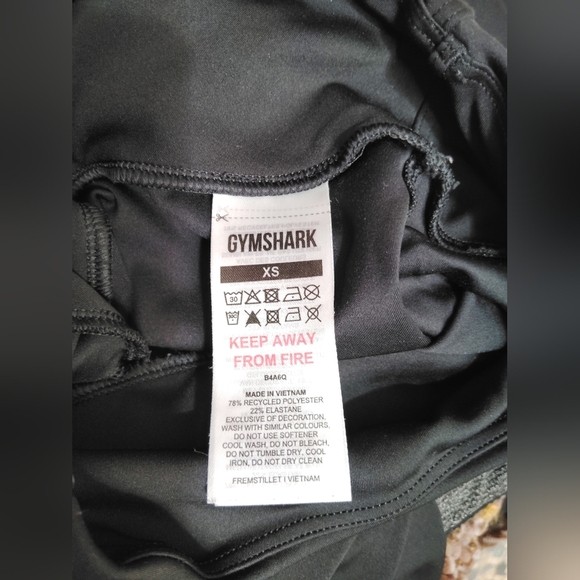 GYMSHARK
XS
30
KEEP AWAY
FROM FIRE
B4A6Q
MADE IN VIETNAM
78% RECYCLED POLYESTER
22% ELASTANE
EXCLUSIVE OF DECORATION.
WASH WITH SIMILAR COLOURS.
DO NOT USE SOFTENER
COOL WASH, DO NOT BLEACH,
DO NOT TUMBLE DRY, COOL
IRON, DO NOT DRY CLEAN
FREMSTILLET I VIETNAM